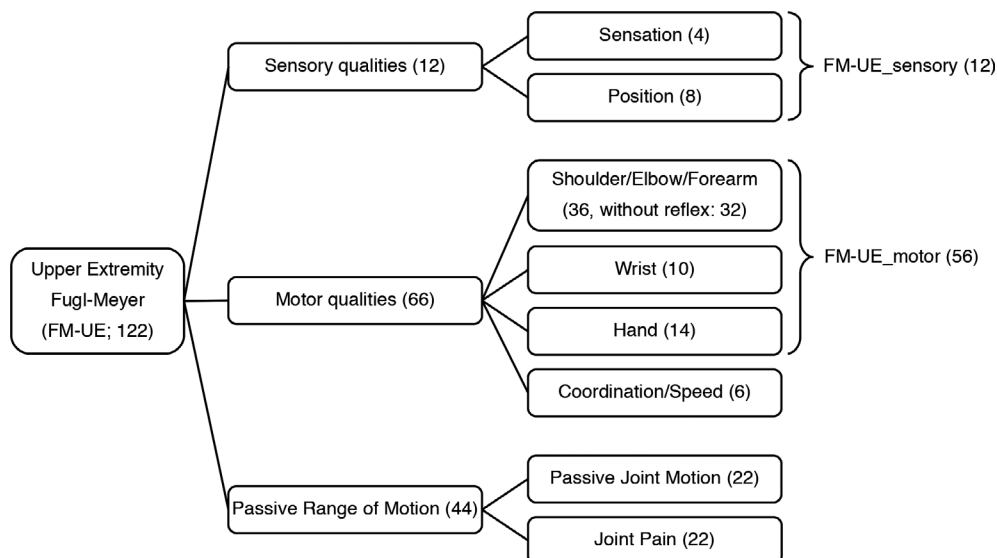 Upper Extremity
Fugl-Meyer
(FM-UE; 122)
Sensory qualities (12)
Sensation (4)
Position (8)
FM-UE_sensory (12)
Motor qualities (66)
Shoulder/Elbow/Forearm
(36, without reflex: 32)
Wrist (10)
Hand (14)
Coordination/Speed (6)
FM-UE_motor (56)
Passive Range of Motion (44)
Passive Joint Motion (22)
Joint Pain (22)